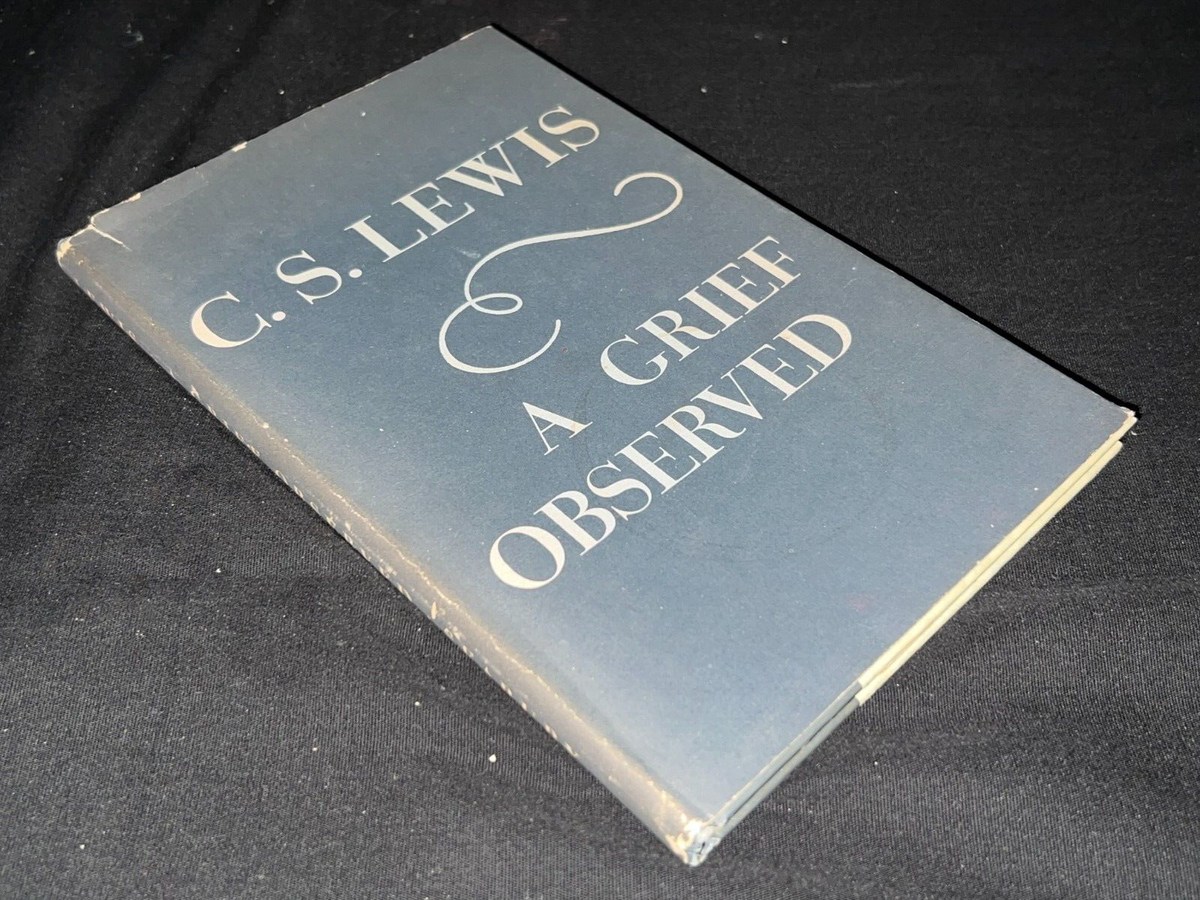 C. S. LEWIS
A GRIEF
OBSERVED